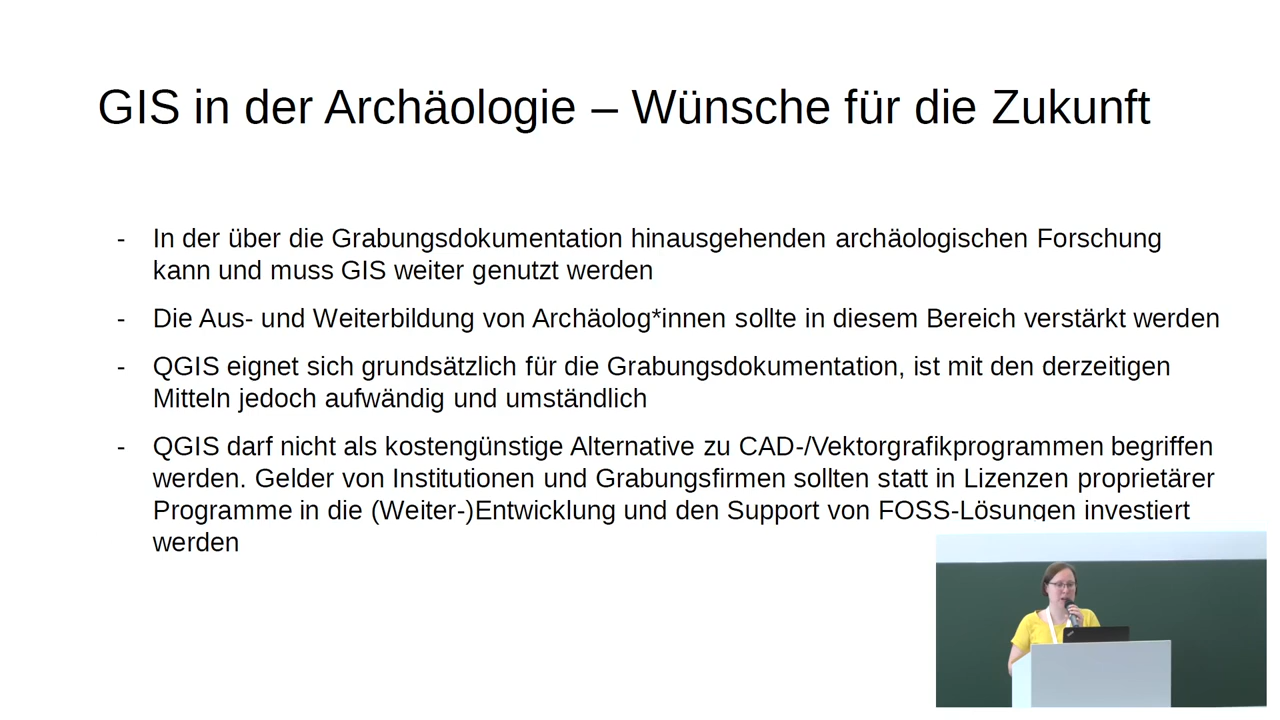 GIS in der Archäologie – Wünsche für die Zukunft
- In der über die Grabungsdokumentation hinausgehenden archäologischen Forschung
kann und muss GIS weiter genutzt werden
- Die Aus- und Weiterbildung von Archäolog*innen sollte in diesem Bereich verstärkt werden
- QGIS eignet sich grundsätzlich für die Grabungsdokumentation, ist mit den derzeitigen
Mitteln jedoch aufwändig und umständlich
- QGIS darf nicht als kostengünstige Alternative zu CAD-/Vektorgrafikprogrammen begriffen
werden. Gelder von Institutionen und Grabungsfirmen sollten statt in Lizenzen proprietärer
Programme in die (Weiter-)Entwicklung und den Support von FOSS-Lösungen investiert
werden